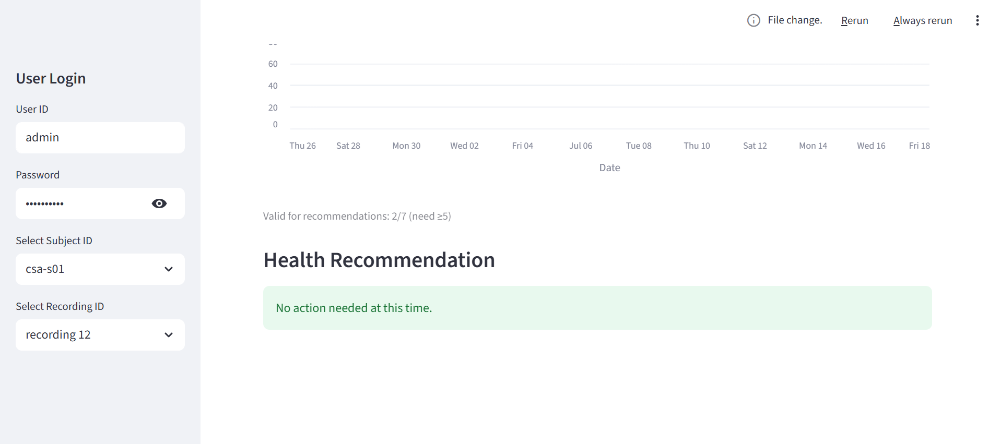 File change.
Rerun
Always rerun
User Login
User ID
admin
Password
••••••••••
Select Subject ID
csa-s01
Select Recording ID
recording 12
60
40
20
0
Thu 26 Sat 28 Mon 30 Wed 02 Fri 04 Jul 06 Tue 08 Thu 10 Sat 12 Mon 14 Wed 16 Fri 18
Date
Valid for recommendations: 2/7 (need ≥5)
Health Recommendation
No action needed at this time.